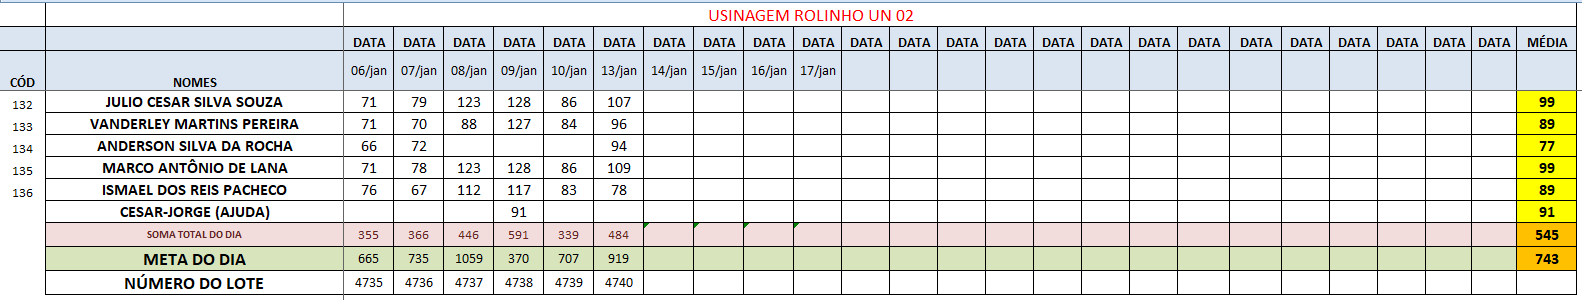 USINAGEM ROLINHO UN 02
DATA DATA DATA DATA DATA DATA DATA DATA DATA DATA DATA DATA DATA DATA DATA DATA DATA DATA DATA DATA DATA DATA DATA DATA MÉDIA
CÓD NOMES 06/jan 07/jan 08/jan 09/jan 10/jan 13/jan 14/jan 15/jan 16/jan 17/jan
132 JULIO CESAR SILVA SOUZA 71 79 123 128 86 107 99
133 VANDERLEY MARTINS PEREIRA 71 70 88 127 84 96 89
134 ANDERSON SILVA DA ROCHA 66 72 94 77
135 MARCO ANTÔNIO DE LANA 71 78 123 128 86 109 99
136 ISMAEL DOS REIS PACHECO 76 67 112 117 83 78 89
CESAR-JORGE (AJUDA) 91 91
SOMA TOTAL DO DIA 355 366 446 591 339 484 545
META DO DIA 665 735 1059 370 707 919 743
NÚMERO DO LOTE 4735 4736 4737 4738 4739 4740